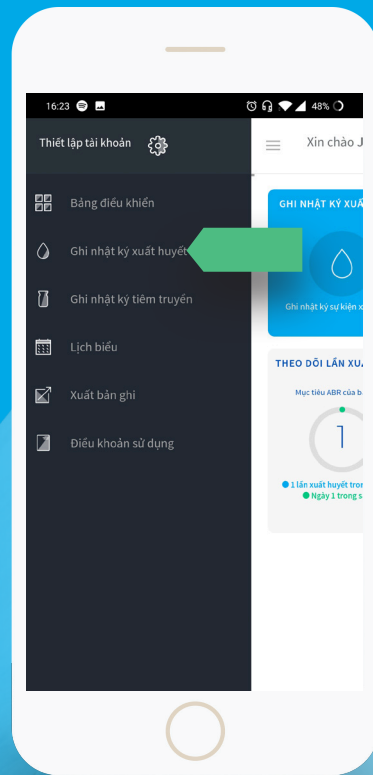 16:23
48%
Thiết lập tài khoản
Xin chào J
Bảng điều khiển
GHI NHẬT KÝ XUẤ
Ghi nhật ký xuất huyết
Ghi nhật ký tiêm truyền
Ghi nhật ký sự kiện x
Lịch biểu
THEO DÕI LẦN XU
Xuất bản ghi
Mục tiêu ABR của b
1
Điều khoản sử dụng
1 lần xuất huyết tron
Ngày 1 trong s